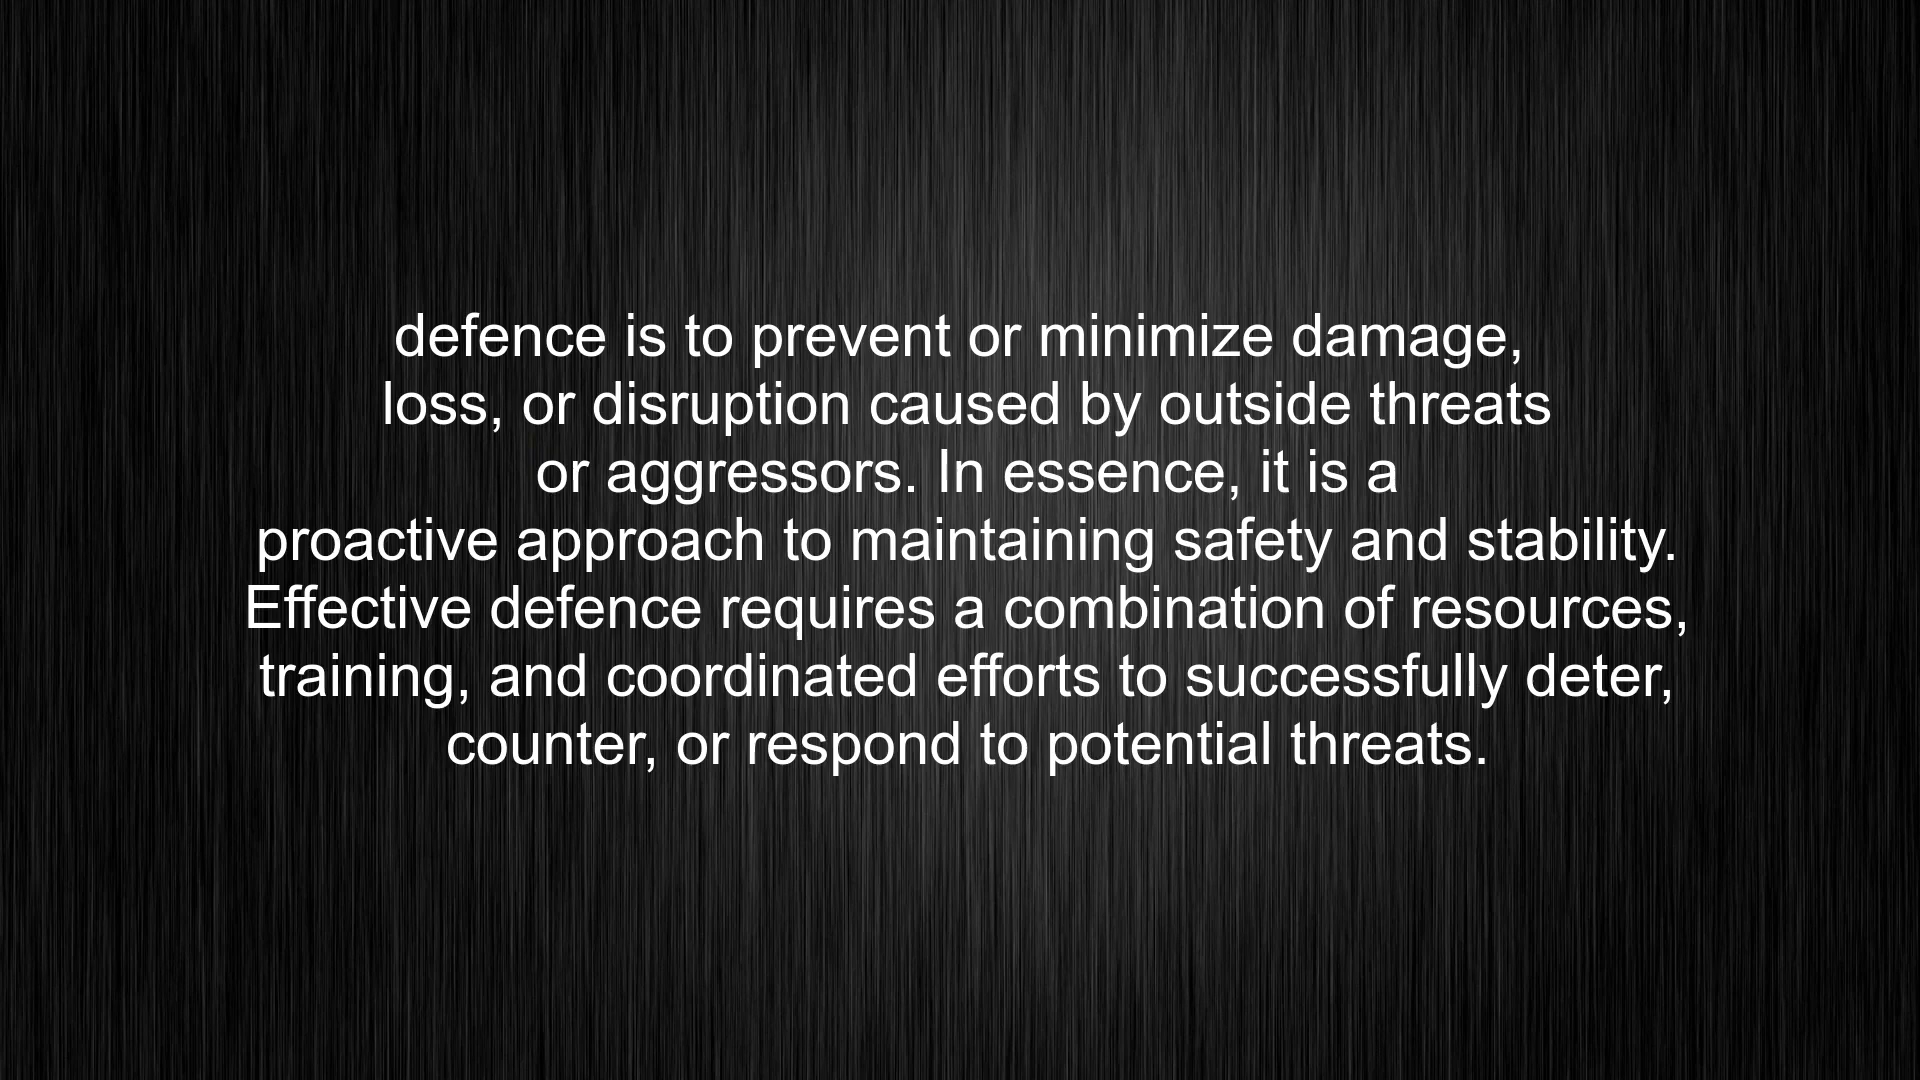 defence is to prevent or minimize damage,
loss, or disruption caused by outside threats
or aggressors. In essence, it is a
proactive approach to maintaining safety and stability.
Effective defence requires a combination of resources,
training, and coordinated efforts to successfully deter,
counter, or respond to potential threats.